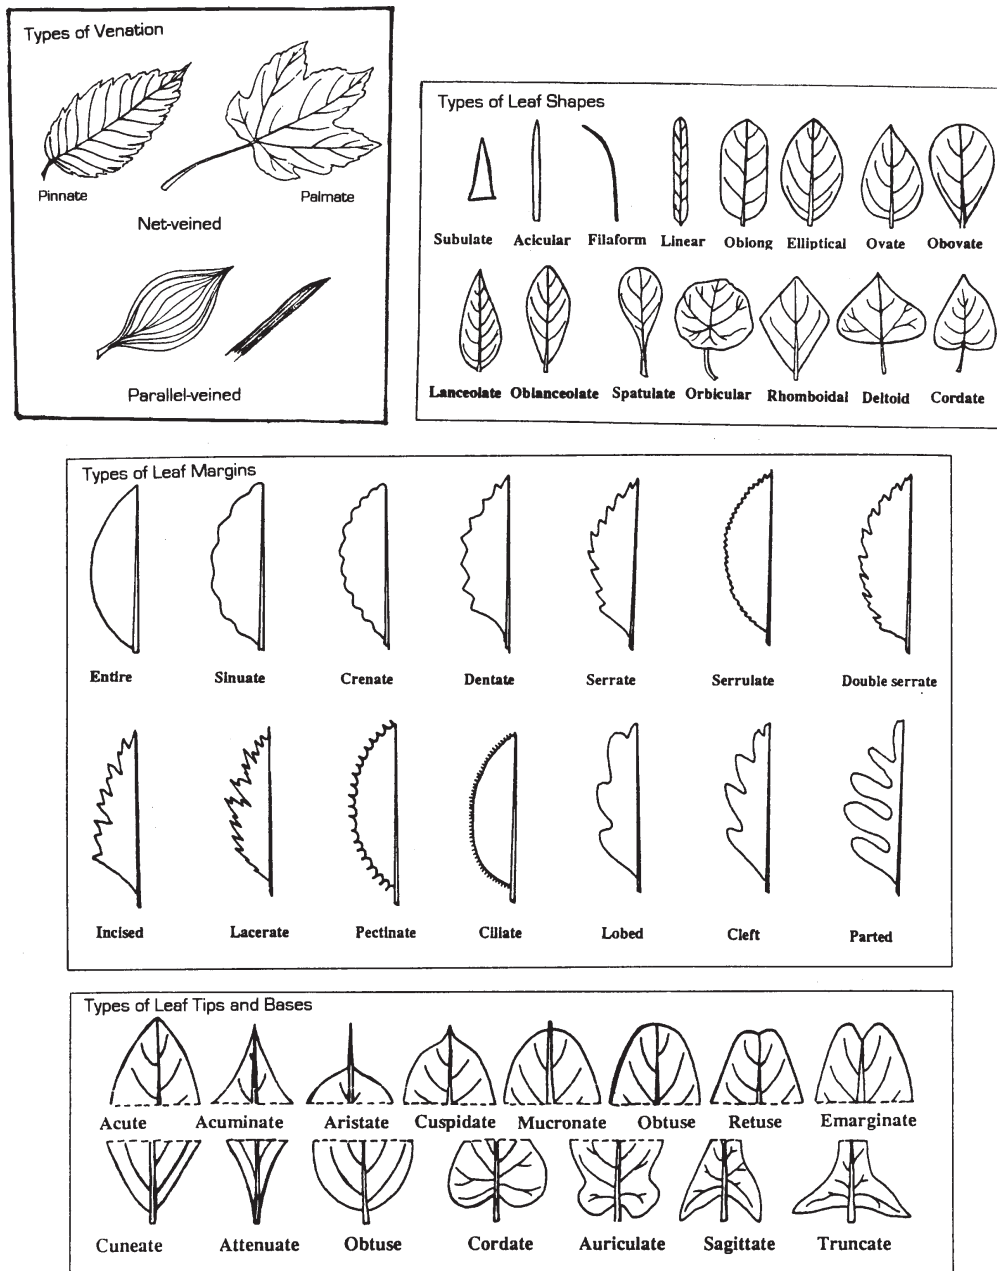 Types of Venation
Pinnate
Palmate
Net-veined
Parallel-veined
Types of Leaf Shapes
Subulate Acicular Filaform Linear Oblong Elliptical Ovate Obovate
Lanceolate Oblanceolate Spatulate Orbicular Rhomboidal Deltoid Cordate
Types of Leaf Margins
Entire Sinuate Crenate Dentate Serrate Serrulate Double serrate
Incised Lacerate Pectinate Ciliate Lobed Cleft Parted
Types of Leaf Tips and Bases
Acute Acuminate Aristate Cuspidate Mucronate Obtuse Retuse Emarginate
Cuneate Attenuate Obtuse Cordate Auriculate Sagittate Truncate